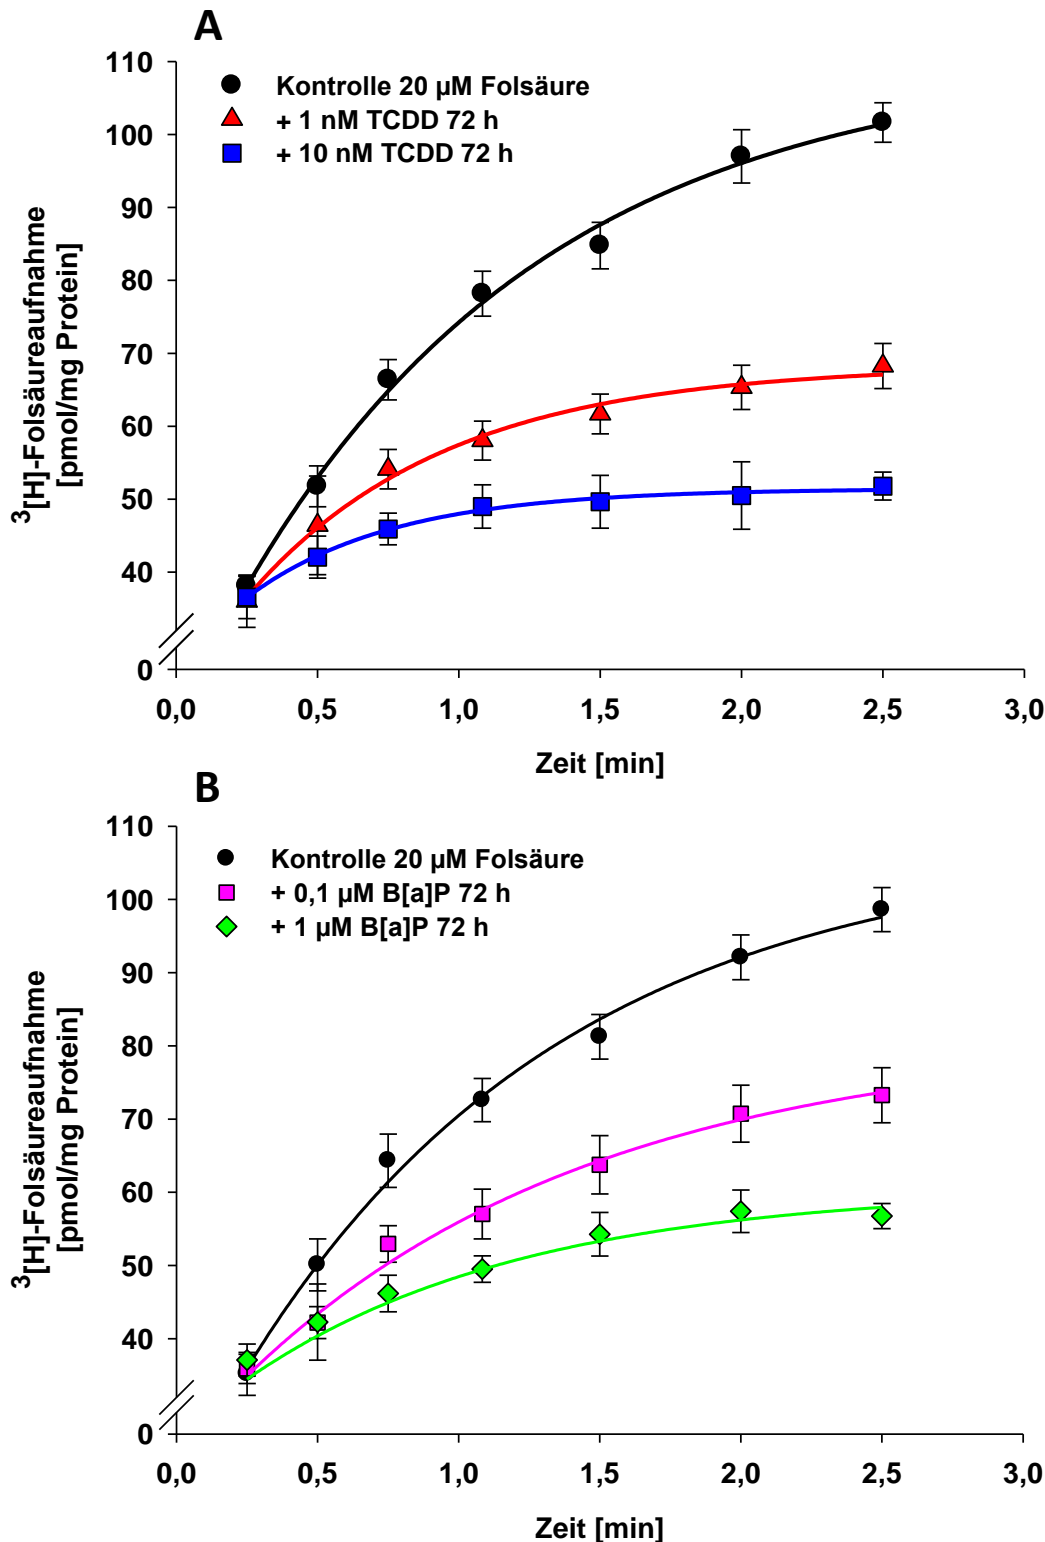 A
Kontrolle 20 µM Folsäure
+ 1 nM TCDD 72 h
+ 10 nM TCDD 72 h
³[H]-Folsäureaufnahme
[pmol/mg Protein]
110
100
90
80
70
60
50
40
0
0,0 0,5 1,0 1,5 2,0 2,5 3,0
Zeit [min]
B
Kontrolle 20 µM Folsäure
+ 0,1 µM B[a]P 72 h
+ 1 µM B[a]P 72 h
³[H]-Folsäureaufnahme
[pmol/mg Protein]
110
100
90
80
70
60
50
40
0
0,0 0,5 1,0 1,5 2,0 2,5 3,0
Zeit [min]